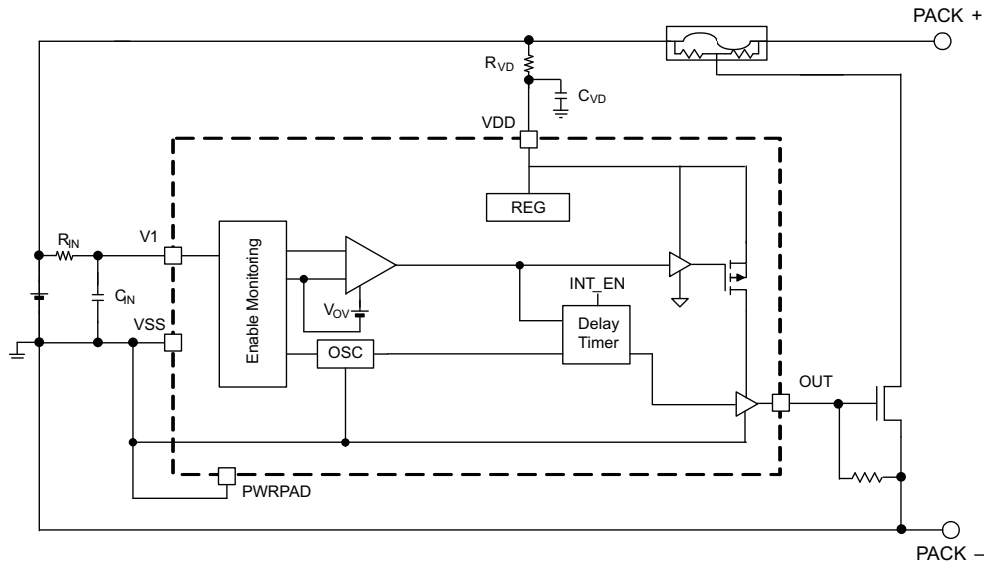 PACK +
R_VD
C_VD
VDD
REG
R_IN
V1
C_IN
VSS
Enable Monitoring
V_OV
OSC
INT_EN
Delay
Timer
OUT
PWRPAD
PACK –